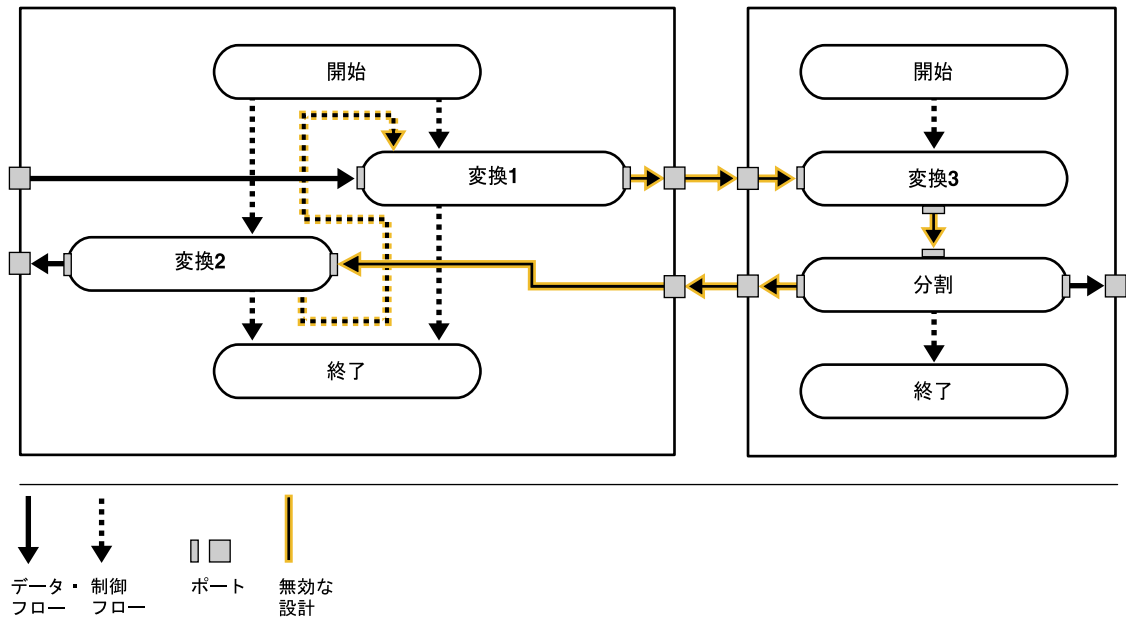 開始
変換1
変換2
終了
開始
変換3
分割
終了
データ・
フロー
制御
フロー
ポート
無効な
設計